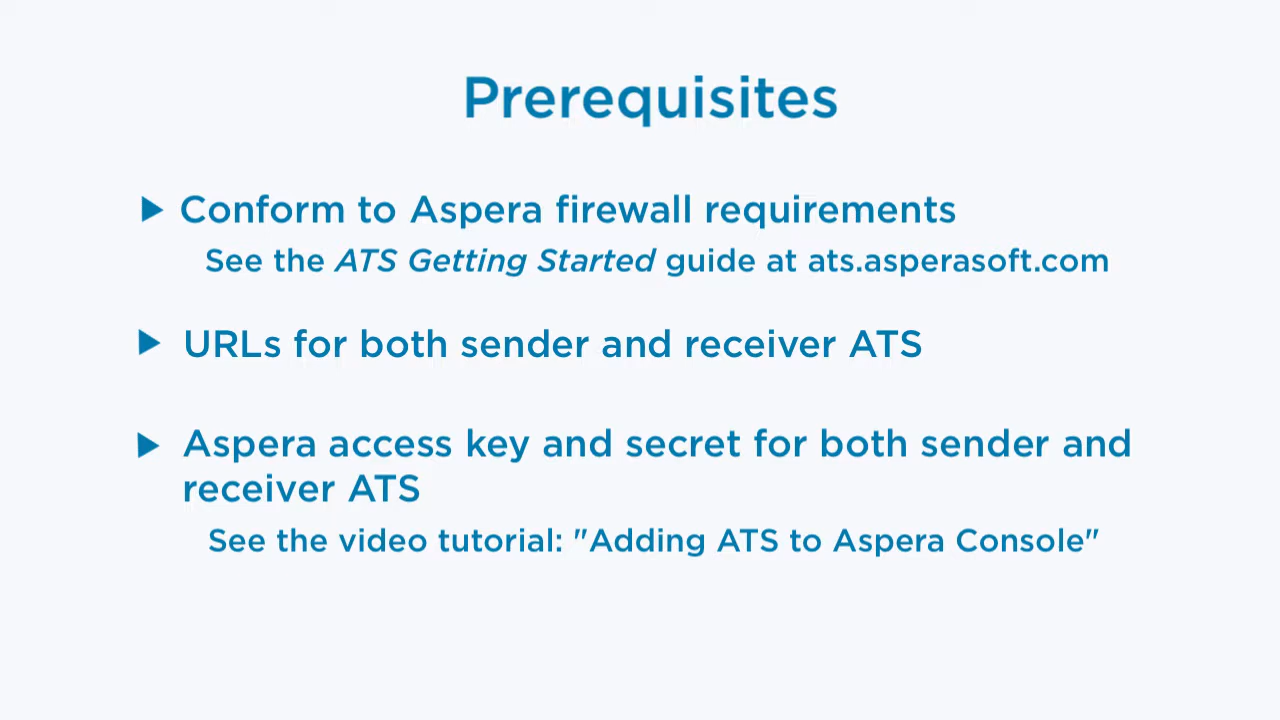 Prerequisites
Conform to Aspera firewall requirements
See the ATS Getting Started guide at ats.asperasoft.com
URLs for both sender and receiver ATS
Aspera access key and secret for both sender and
receiver ATS
See the video tutorial: "Adding ATS to Aspera Console"